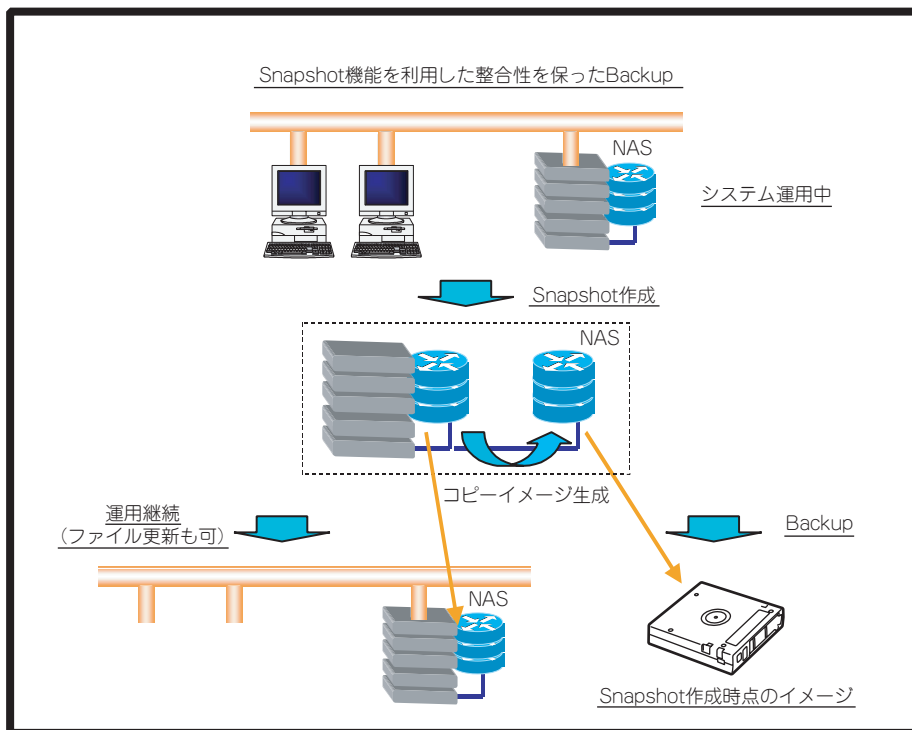 Snapshot機能を利用した整合性を保ったBackup
NAS
システム運用中
Snapshot作成
NAS
コピーイメージ生成
運用継続
（ファイル更新も可）
Backup
NAS
Snapshot作成時点のイメージ